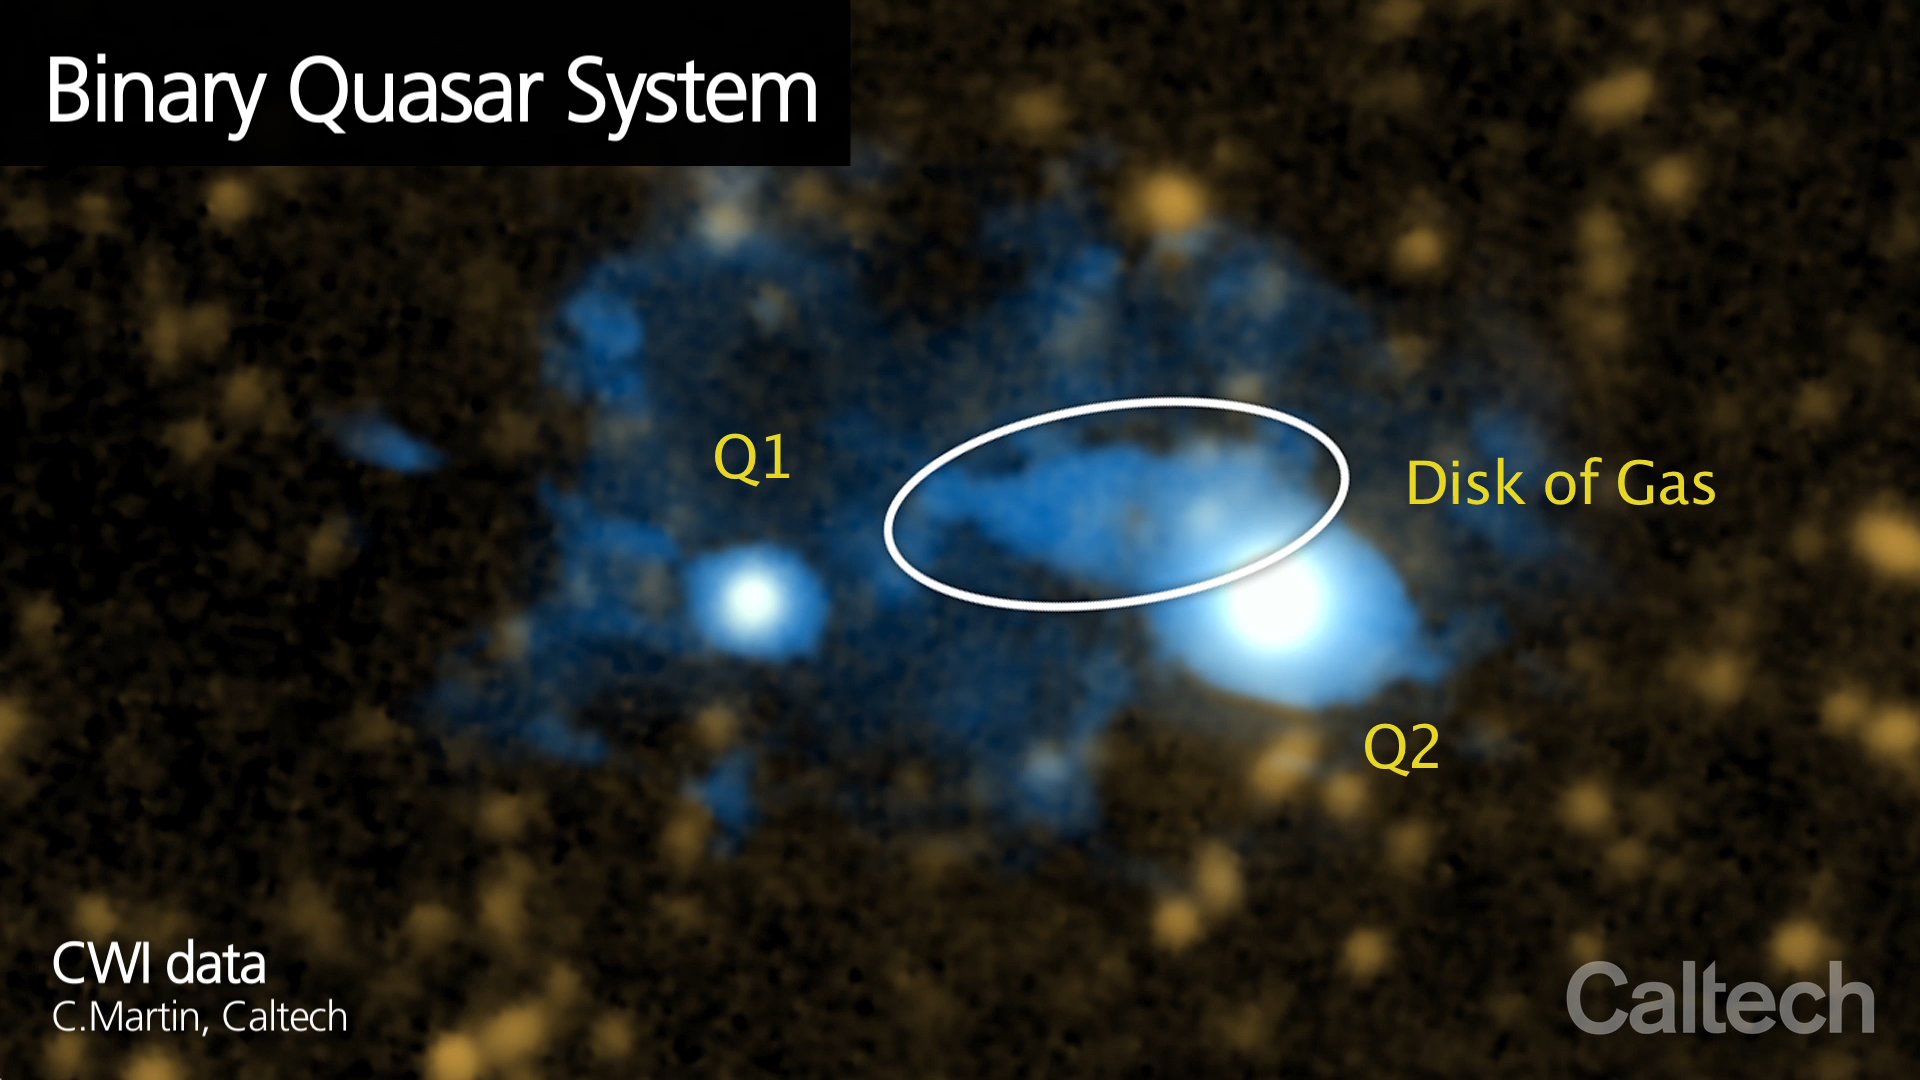 Binary Quasar System
Q1
Disk of Gas
Q2
CWI data
C.Martin, Caltech
Caltech